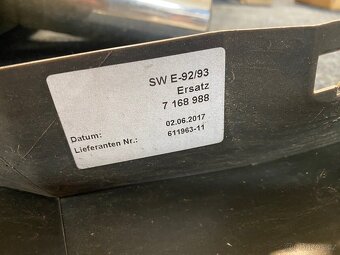 SW E-92/93
Ersatz
7 168 988
Datum: 02.06.2017
Lieferanten Nr.: 611963-11